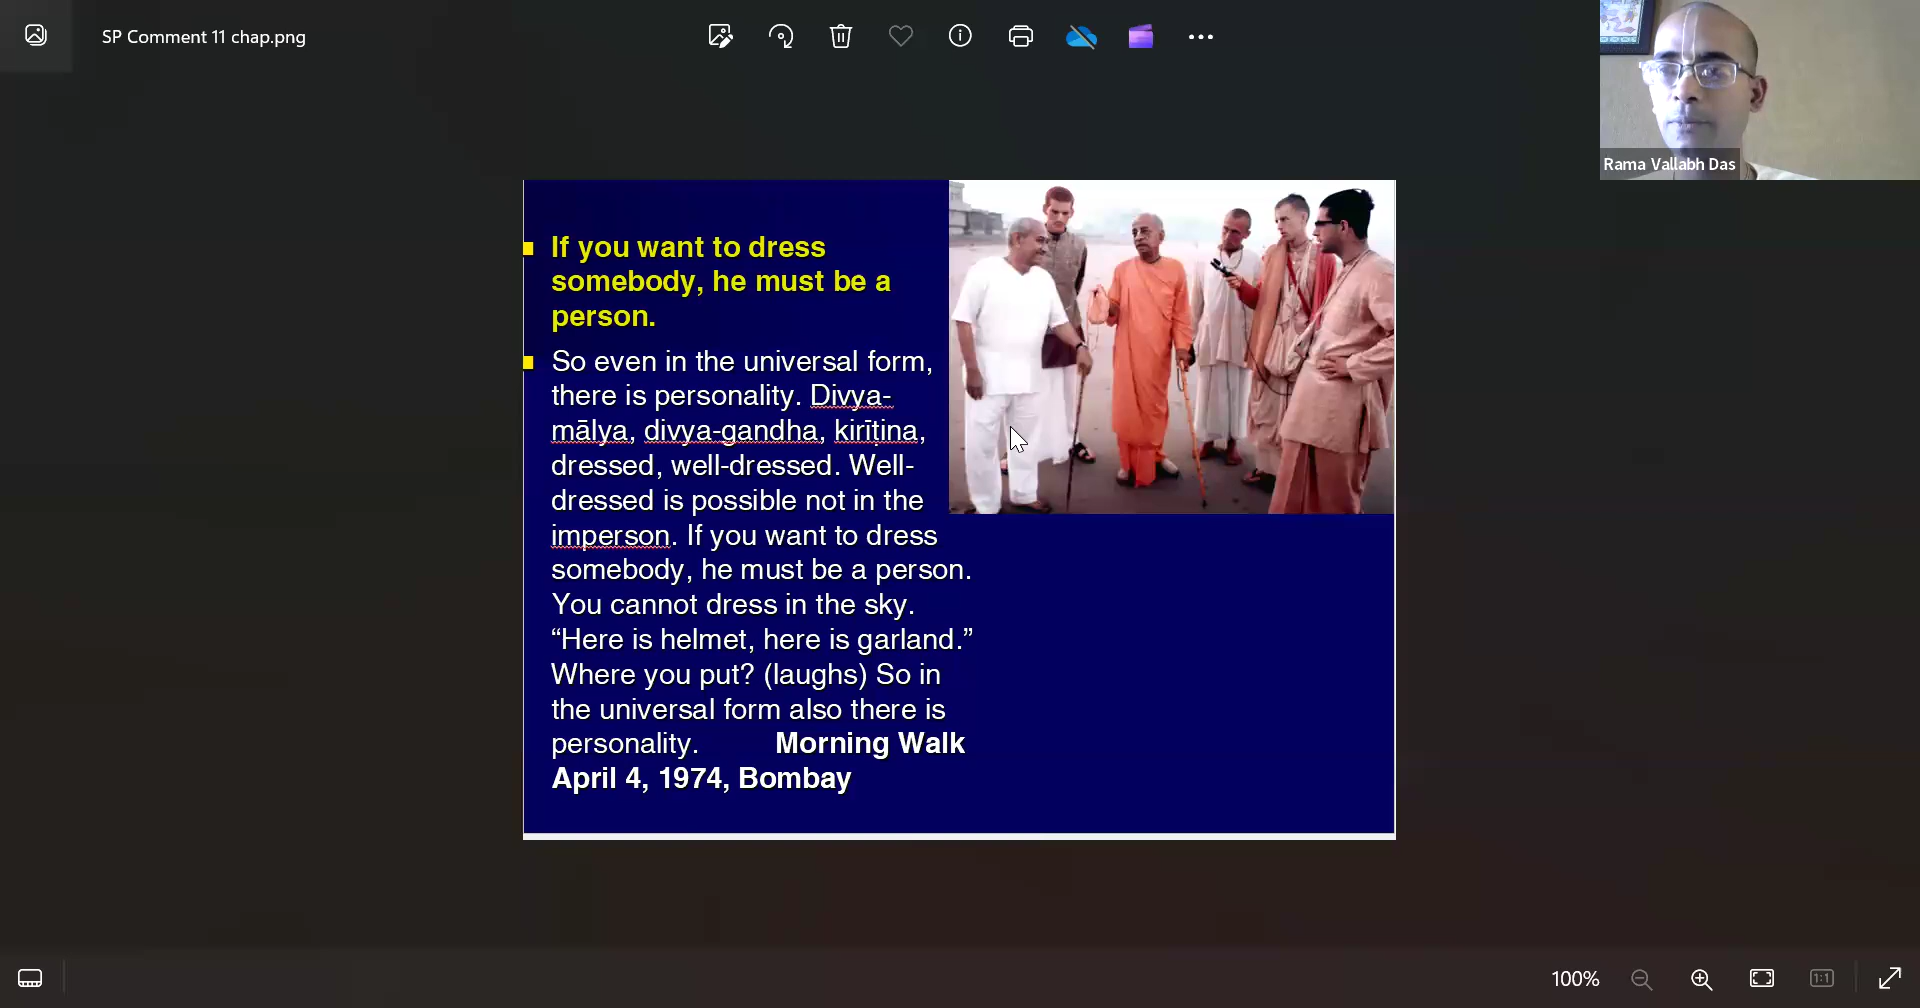 SP Comment 11 chap.png
Rama Vallabh Das
If you want to dress
somebody, he must be a
person.
So even in the universal form,
there is personality. Divya-
mālya, divya-gandha, kirīṭina,
dressed, well-dressed. Well-
dressed is possible not in the
imperson. If you want to dress
somebody, he must be a person.
You cannot dress in the sky.
“Here is helmet, here is garland.”
Where you put? (laughs) So in
the universal form also there is
personality. Morning Walk
April 4, 1974, Bombay
100%
1:1